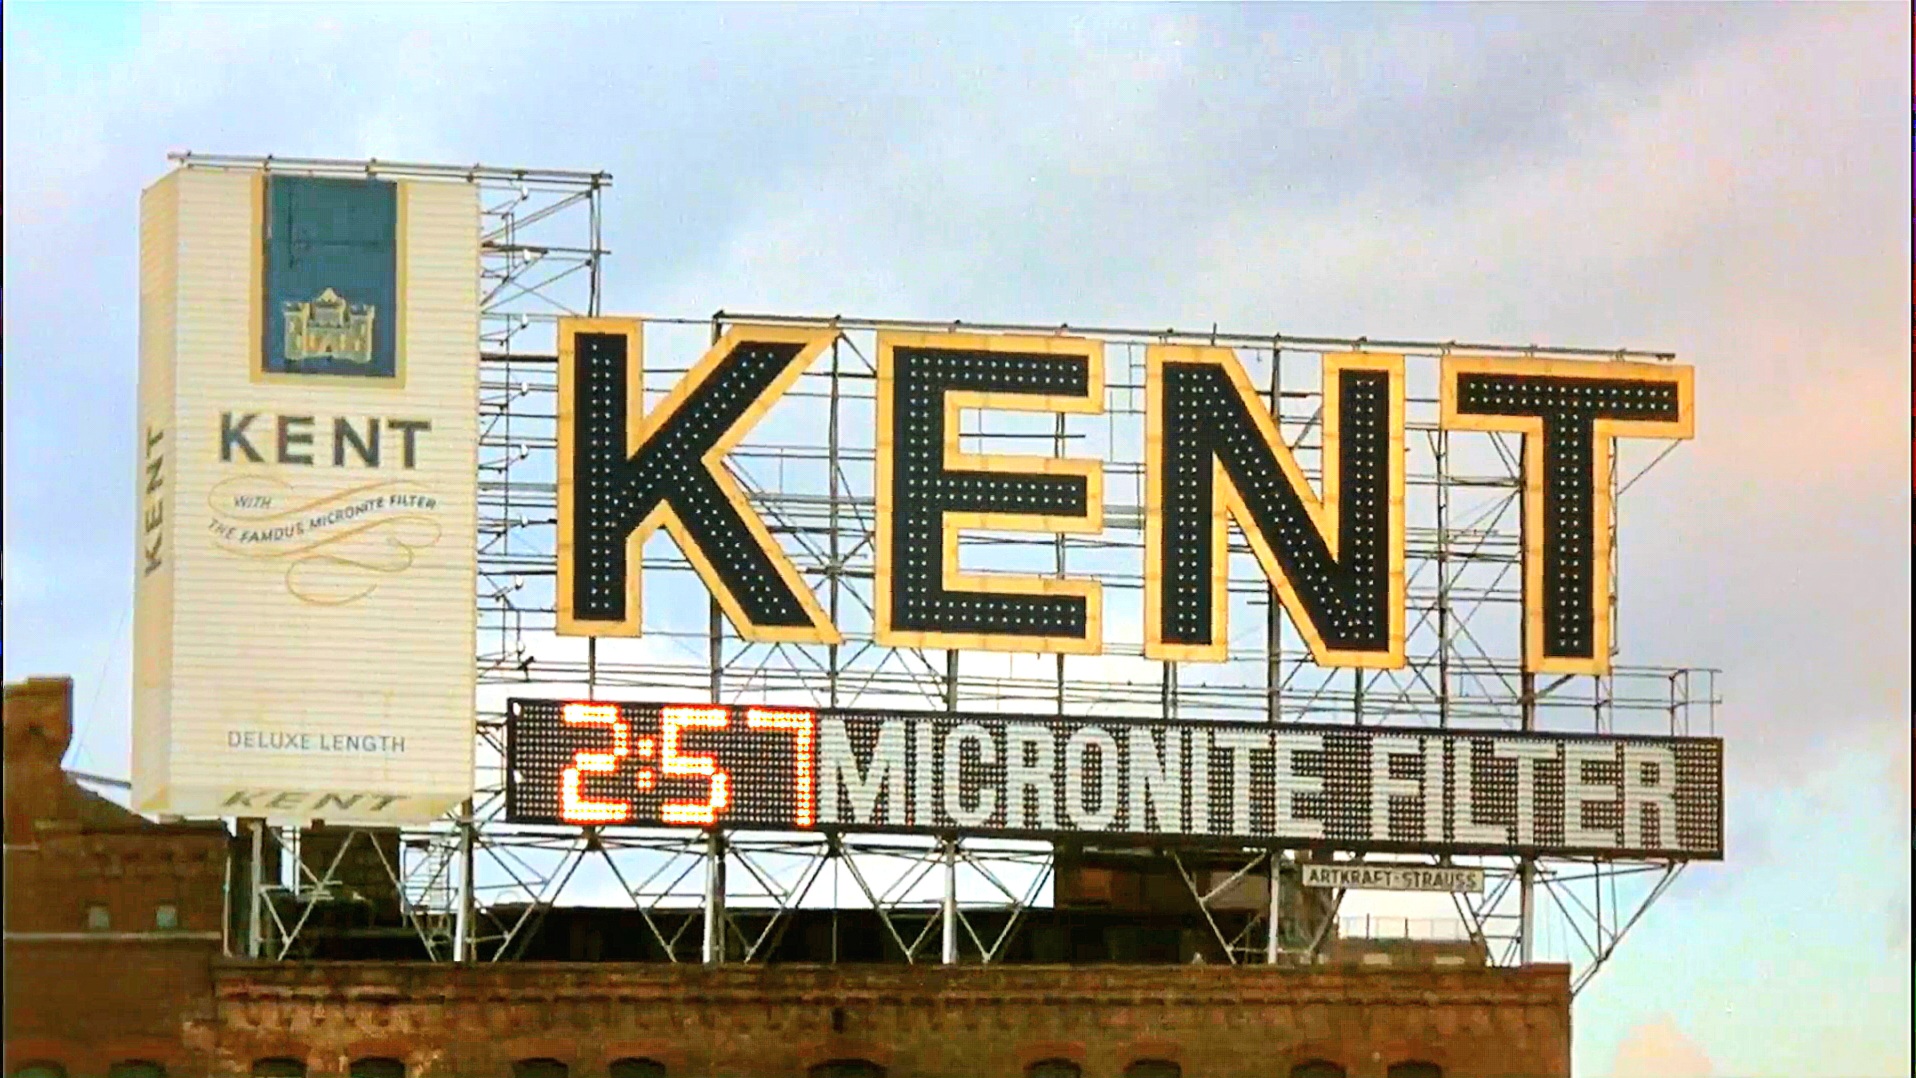 KENT
KENT
WITH
THE FAMOUS MICRONITE FILTER
DELUXE LENGTH
KENT
KENT
2:57 MICRONITE FILTER
ARTKRAFT-STRAUSS